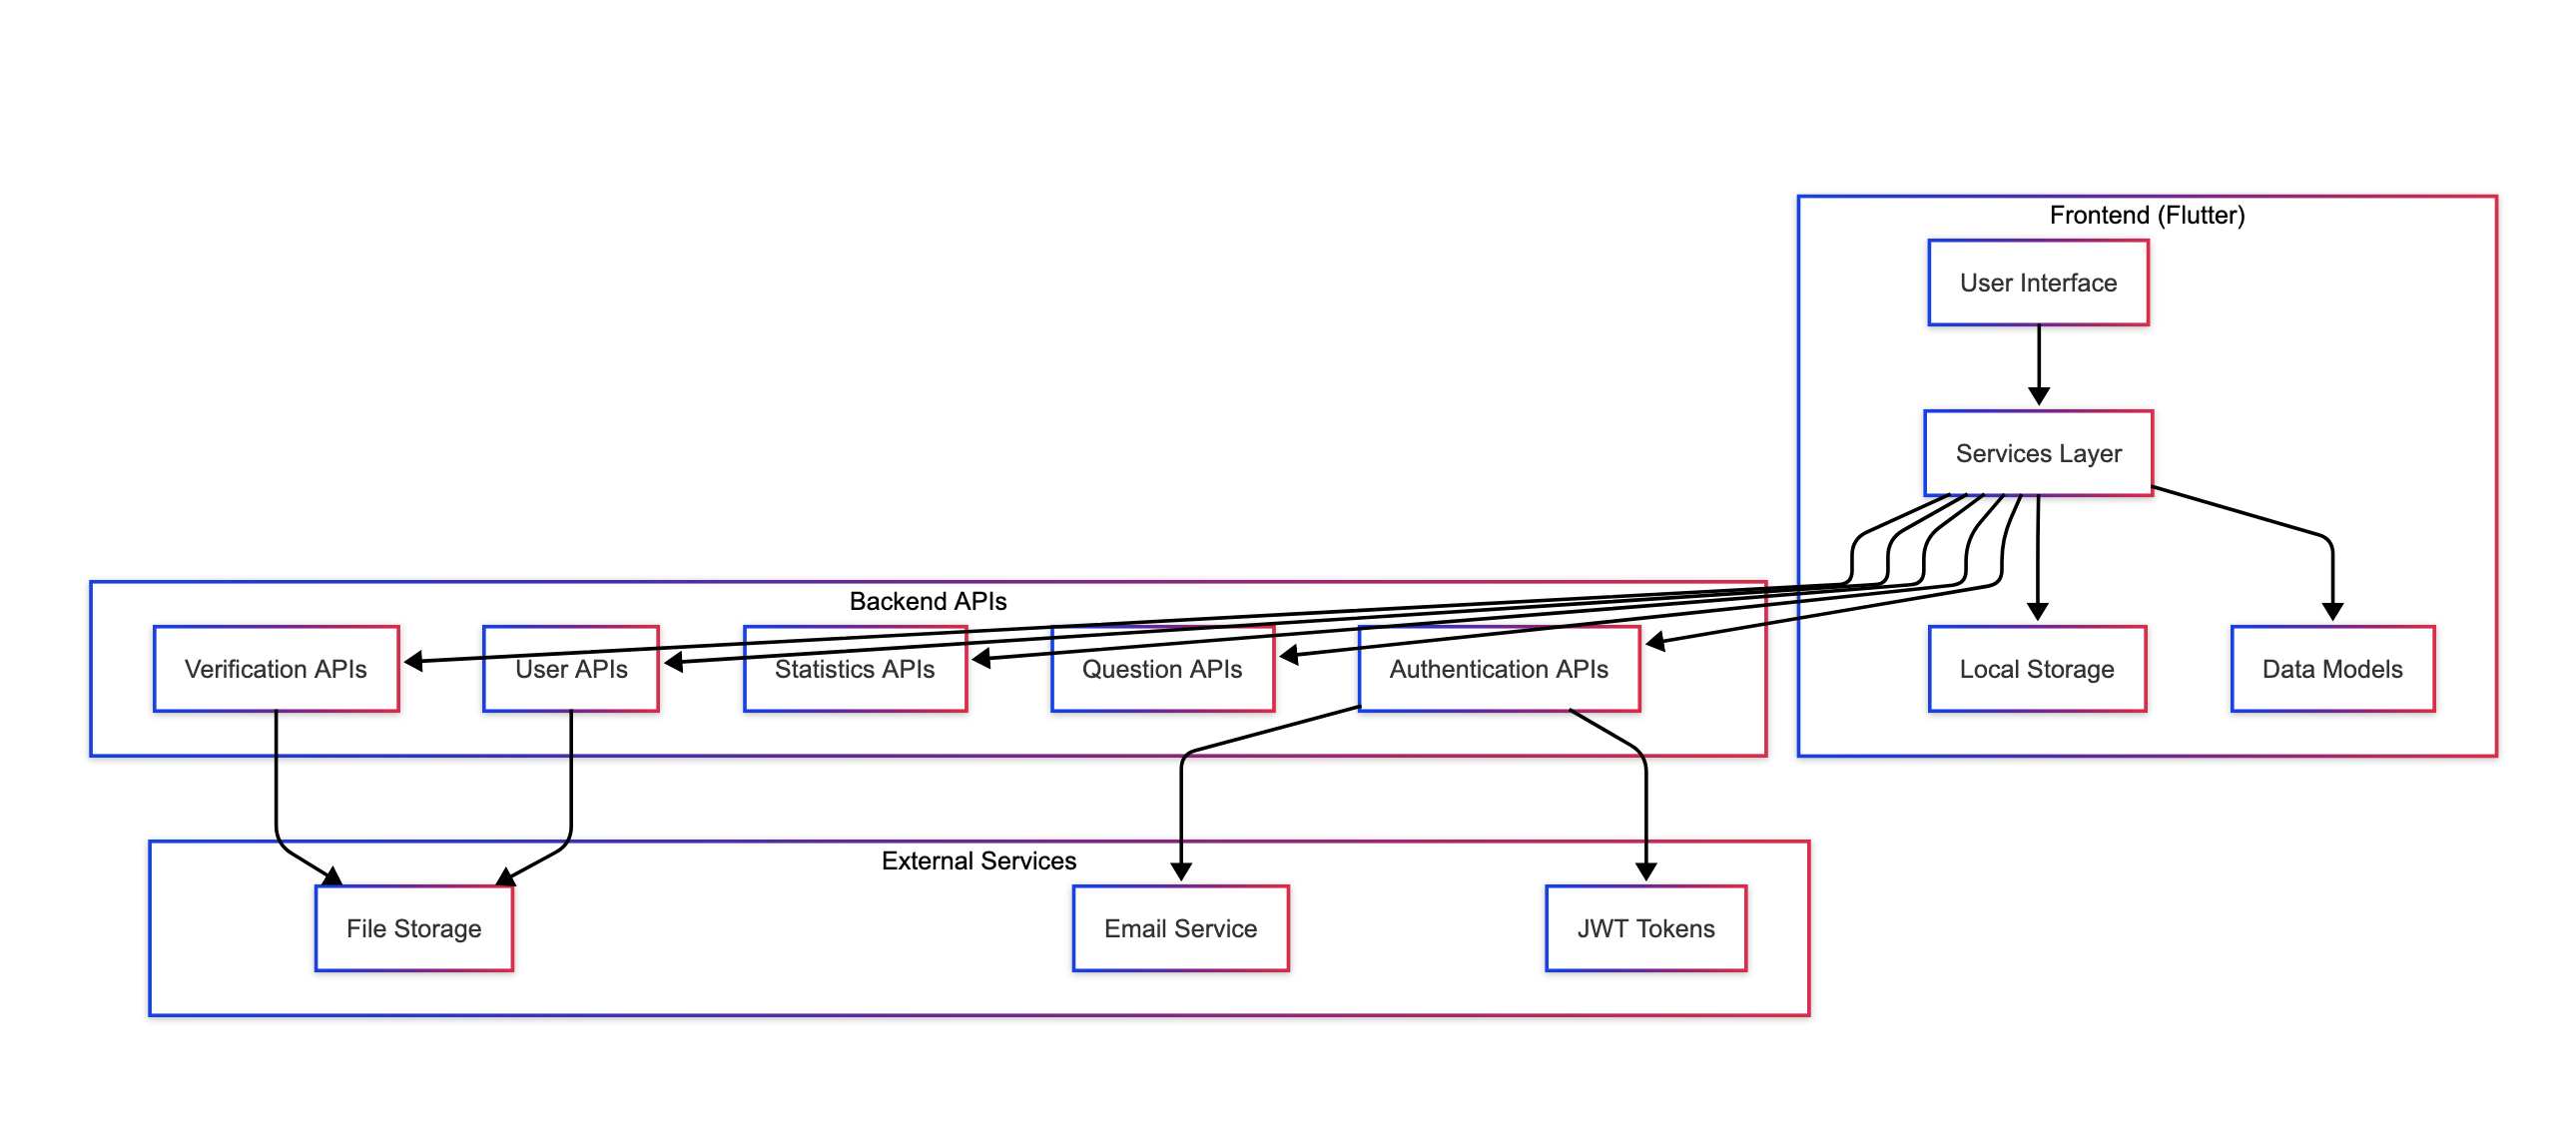 Frontend (Flutter)
User Interface
Services Layer
Local Storage
Data Models
Backend APIs
Verification APIs
User APIs
Statistics APIs
Question APIs
Authentication APIs
External Services
File Storage
Email Service
JWT Tokens